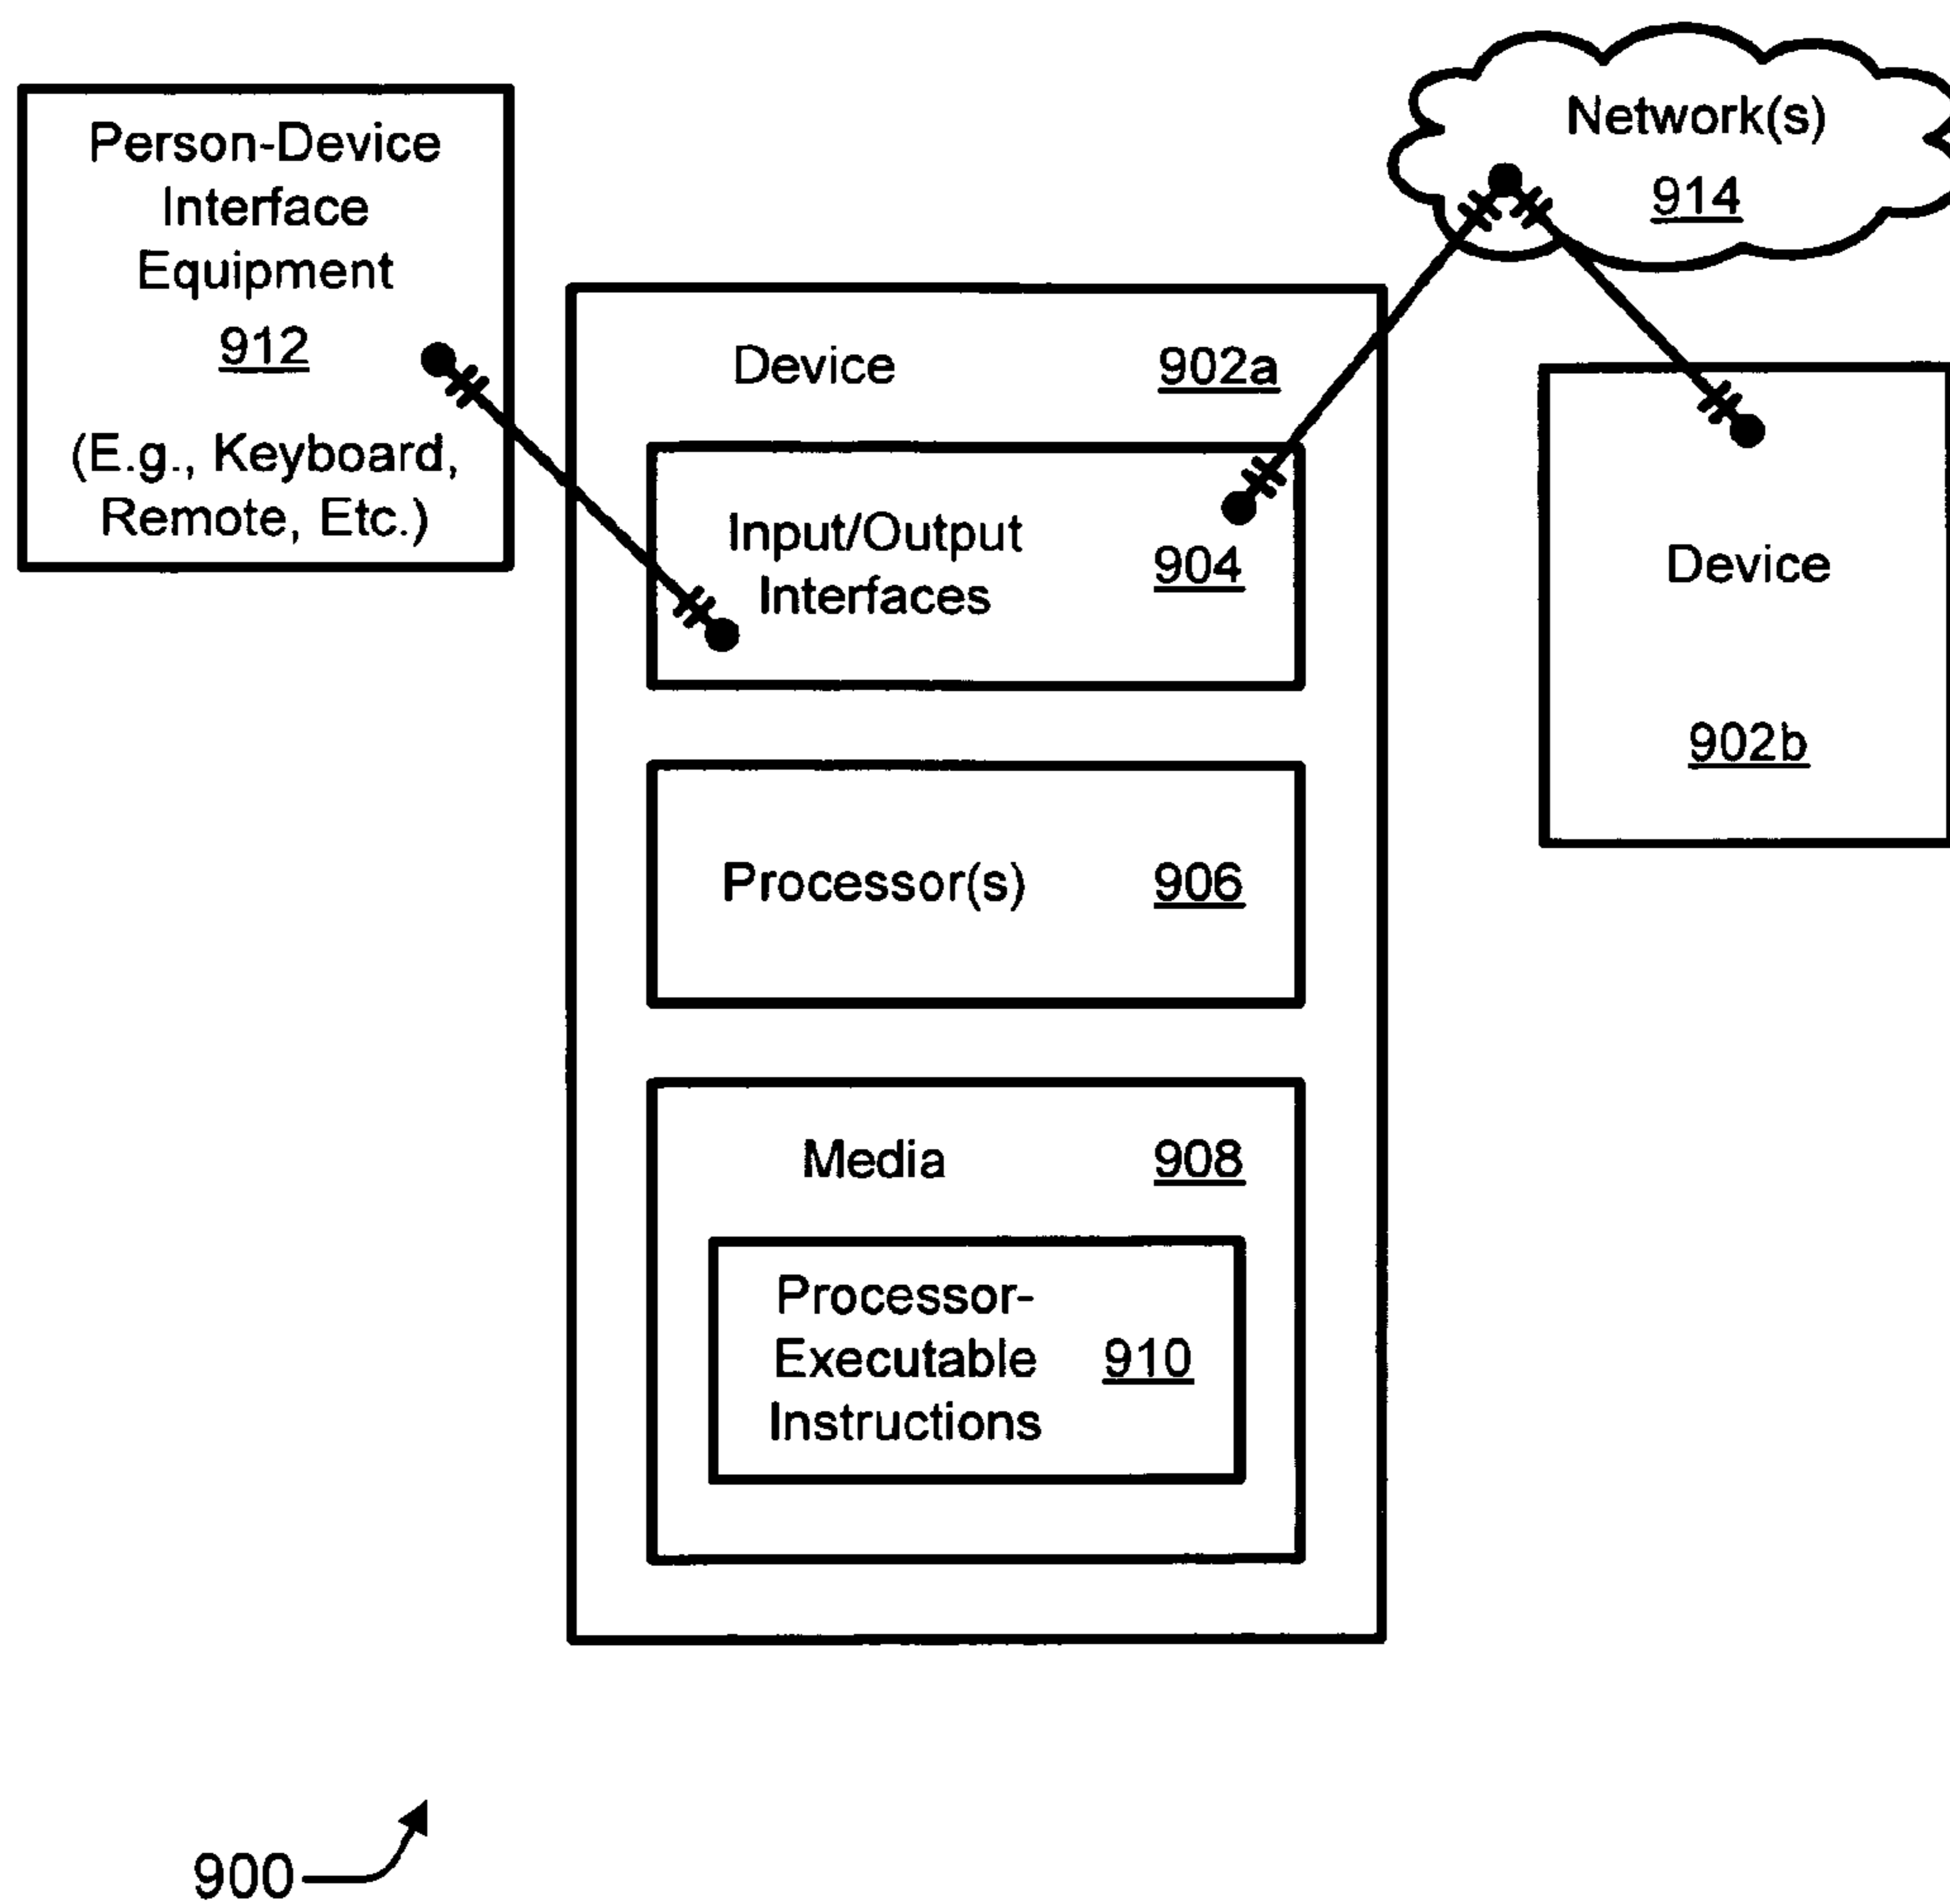 Person-Device
Interface
Equipment
912
(E.g., Keyboard,
Remote, Etc.)
Network(s)
914
Device 902a
Input/Output
Interfaces
904
Device
902b
Processor(s) 906
Media 908
Processor-
Executable
Instructions
910
900